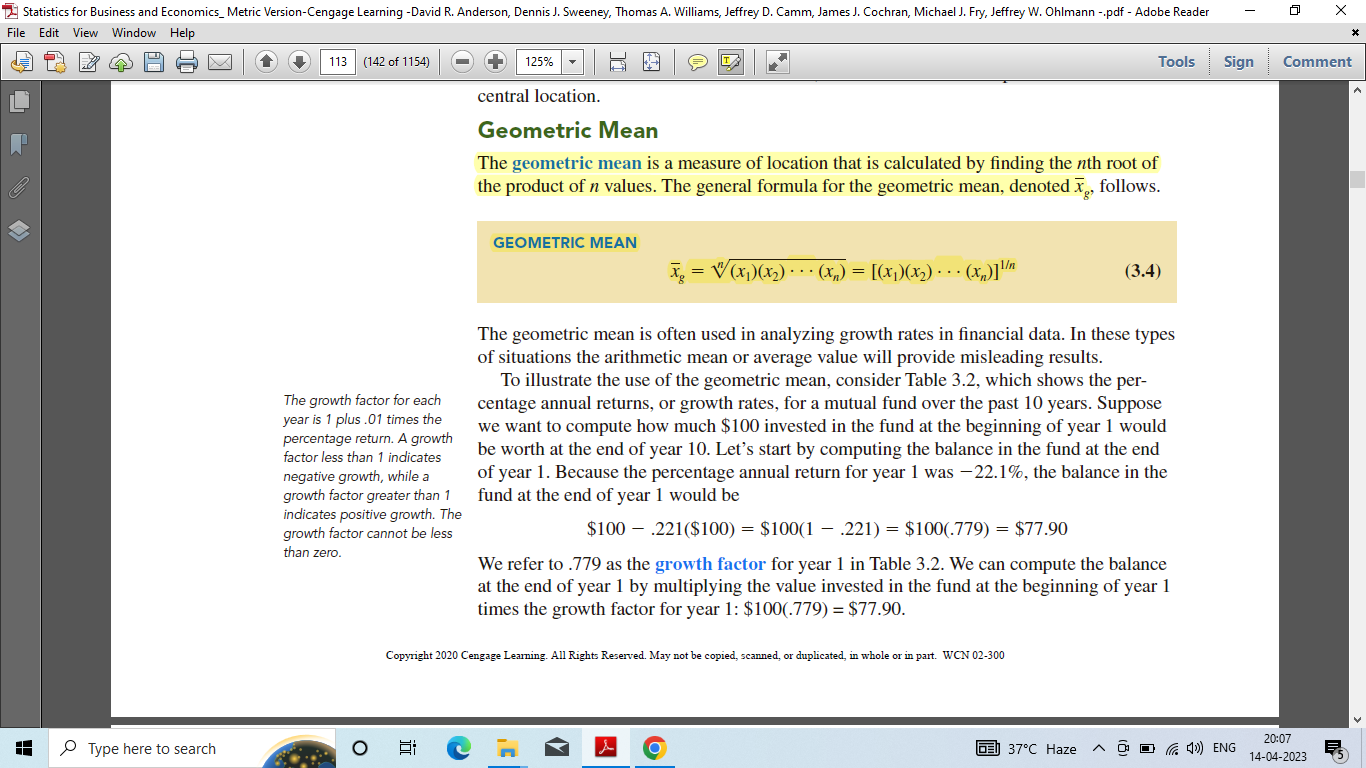 Statistics for Business and Economics_ Metric Version-Cengage Learning -David R. Anderson, Dennis J. Sweeney, Thomas A. Williams, Jeffrey D. Camm, James J. Cochran, Michael J. Fry, Jeffrey W. Ohlmann -.pdf - Adobe Reader
File Edit View Window Help
113 (142 of 1154) 125% Tools Sign Comment
central location.
Geometric Mean
The geometric mean is a measure of location that is calculated by finding the nth root of
the product of n values. The general formula for the geometric mean, denoted x̄g, follows.
GEOMETRIC MEAN
x̄g = ⁿ√(x₁)(x₂) · · · (xₙ) = [(x₁)(x₂) · · · (xₙ)]¹/ⁿ (3.4)
The geometric mean is often used in analyzing growth rates in financial data. In these types
of situations the arithmetic mean or average value will provide misleading results.
To illustrate the use of the geometric mean, consider Table 3.2, which shows the per-
centage annual returns, or growth rates, for a mutual fund over the past 10 years. Suppose
we want to compute how much $100 invested in the fund at the beginning of year 1 would
be worth at the end of year 10. Let's start by computing the balance in the fund at the end
of year 1. Because the percentage annual return for year 1 was −22.1%, the balance in the
fund at the end of year 1 would be
The growth factor for each
year is 1 plus .01 times the
percentage return. A growth
factor less than 1 indicates
negative growth, while a
growth factor greater than 1
indicates positive growth. The
growth factor cannot be less
than zero.
$100 − .221($100) = $100(1 − .221) = $100(.779) = $77.90
We refer to .779 as the growth factor for year 1 in Table 3.2. We can compute the balance
at the end of year 1 by multiplying the value invested in the fund at the beginning of year 1
times the growth factor for year 1: $100(.779) = $77.90.
Copyright 2020 Cengage Learning. All Rights Reserved. May not be copied, scanned, or duplicated, in whole or in part. WCN 02-300
Type here to search
37°C Haze ENG
20:07
14-04-2023
5